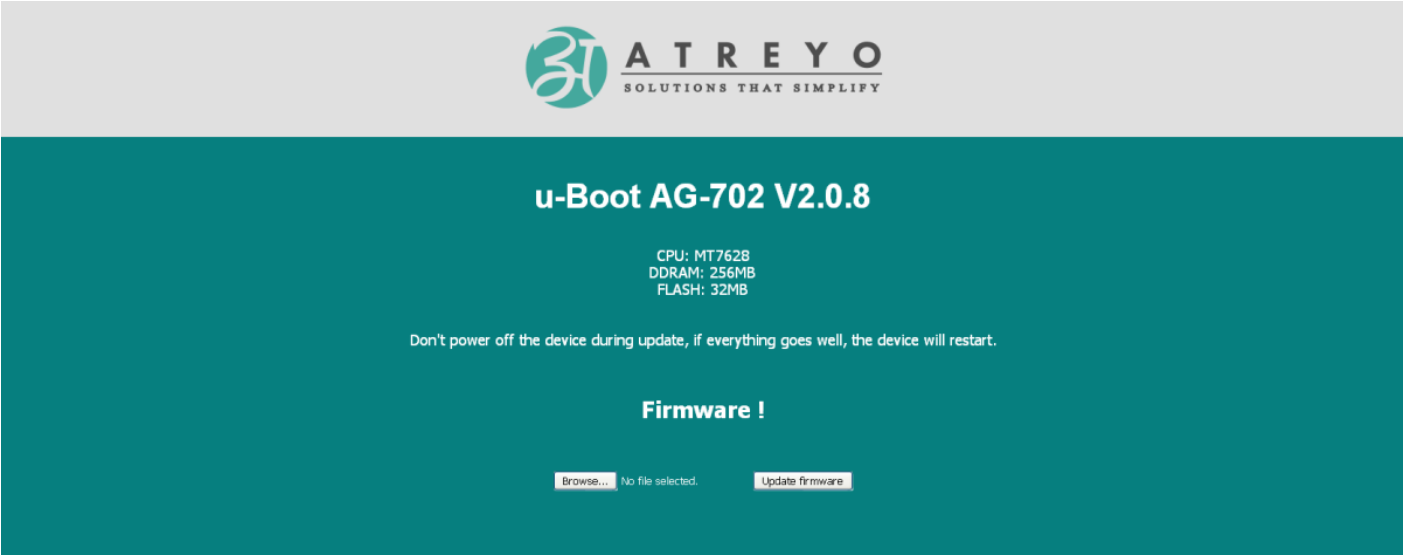 अ
ATREYO
SOLUTIONS THAT SIMPLIFY
u-Boot AG-702 V2.0.8
CPU: MT7628
DDRAM: 256MB
FLASH: 32MB
Don't power off the device during update, if everything goes well, the device will restart.
Firmware !
Browse... No file selected. Update firmware